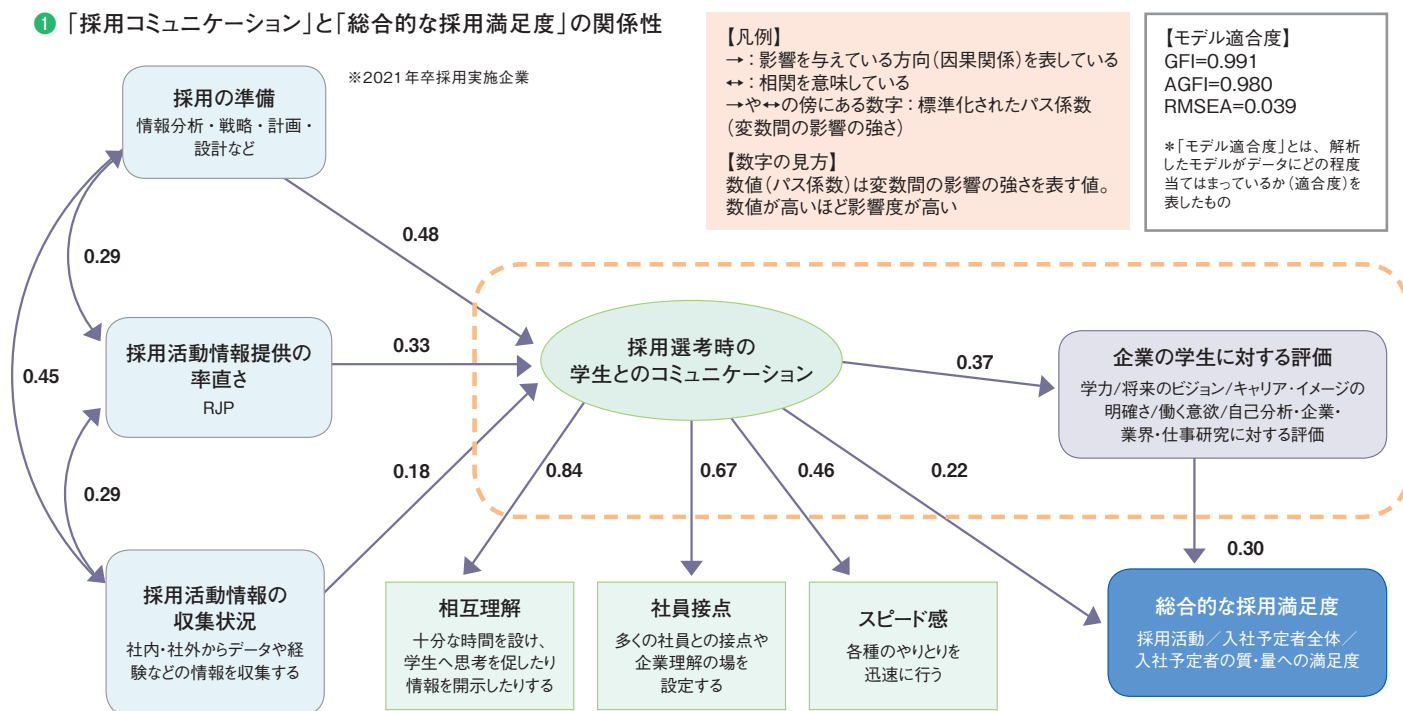 ❶「採用コミュニケーション」と「総合的な採用満足度」の関係性
※2021年卒採用実施企業
【凡例】
→：影響を与えている方向（因果関係）を表している
↔：相関を意味している
→や↔の傍にある数字：標準化されたパス係数
（変数間の影響の強さ）
【数字の見方】
数値（パス係数）は変数間の影響の強さを表す値。
数値が高いほど影響度が高い
【モデル適合度】
GFI=0.991
AGFI=0.980
RMSEA=0.039
＊「モデル適合度」とは、解析
したモデルがデータにどの程度
当てはまっているか（適合度）を
表したもの
採用の準備
情報分析・戦略・計画・
設計など
0.48
0.29
採用活動情報提供の
率直さ
RJP
0.33
0.45
0.29
0.18
採用活動情報の
収集状況
社内・社外からデータや経
験などの情報を収集する
採用選考時の
学生とのコミュニケーション
0.37
企業の学生に対する評価
学力/将来のビジョン/キャリア・イメージの
明確さ/働く意欲/自己分析・企業・
業界・仕事研究に対する評価
0.84
0.67
0.46
0.22
0.30
相互理解
十分な時間を設け、
学生へ思考を促したり
情報を開示したりする
社員接点
多くの社員との接点や
企業理解の場を
設定する
スピード感
各種のやりとりを
迅速に行う
総合的な採用満足度
採用活動／入社予定者全体／
入社予定者の質・量への満足度